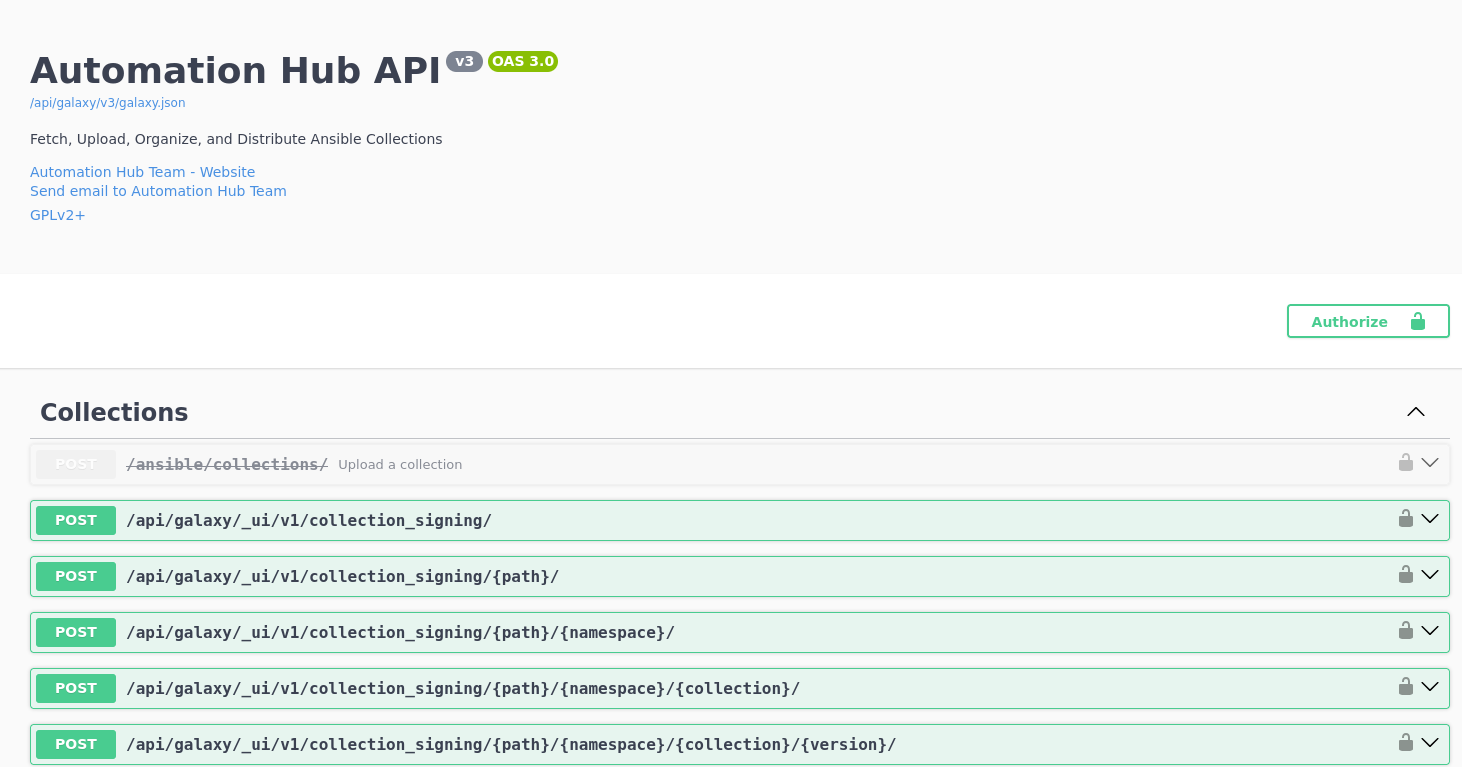 Automation Hub API v3 OAS 3.0
/api/galaxy/v3/galaxy.json
Fetch, Upload, Organize, and Distribute Ansible Collections
Automation Hub Team - Website
Send email to Automation Hub Team
GPLv2+
Authorize
Collections
POST /ansible/collections/ Upload a collection
POST /api/galaxy/_ui/v1/collection_signing/
POST /api/galaxy/_ui/v1/collection_signing/{path}/
POST /api/galaxy/_ui/v1/collection_signing/{path}/{namespace}/
POST /api/galaxy/_ui/v1/collection_signing/{path}/{namespace}/{collection}/
POST /api/galaxy/_ui/v1/collection_signing/{path}/{namespace}/{collection}/{version}/